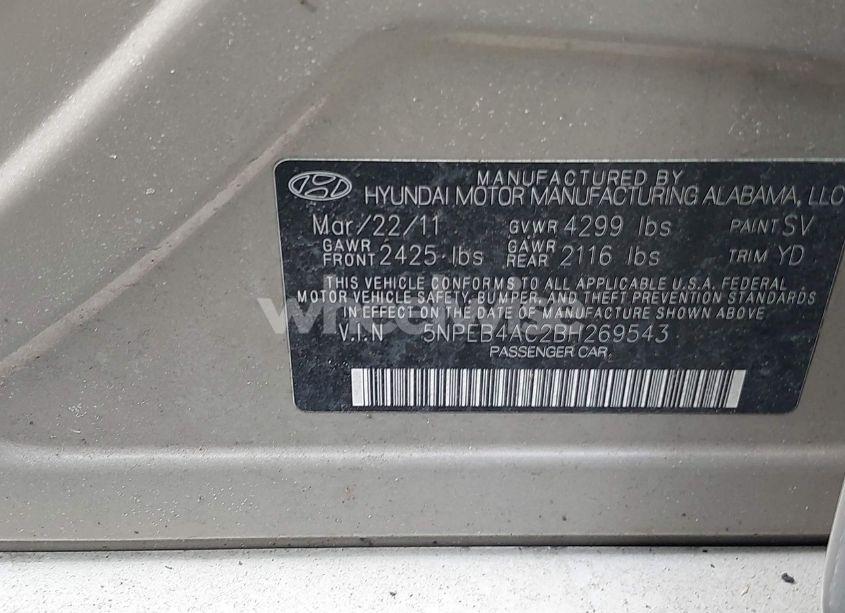 MANUFACTURED BY
HYUNDAI MOTOR MANUFACTURING ALABAMA, LLC
Mar/22/11 GVWR 4299 lbs PAINT SV
GAWR FRONT 2425 lbs GAWR REAR 2116 lbs TRIM YD
THIS VEHICLE CONFORMS TO ALL APPLICABLE U.S.A. FEDERAL
MOTOR VEHICLE SAFETY, BUMPER, AND THEFT PREVENTION STANDARDS
IN EFFECT ON THE DATE OF MANUFACTURE SHOWN ABOVE.
V.I.N 5NPEB4AC2BH269543
PASSENGER CAR